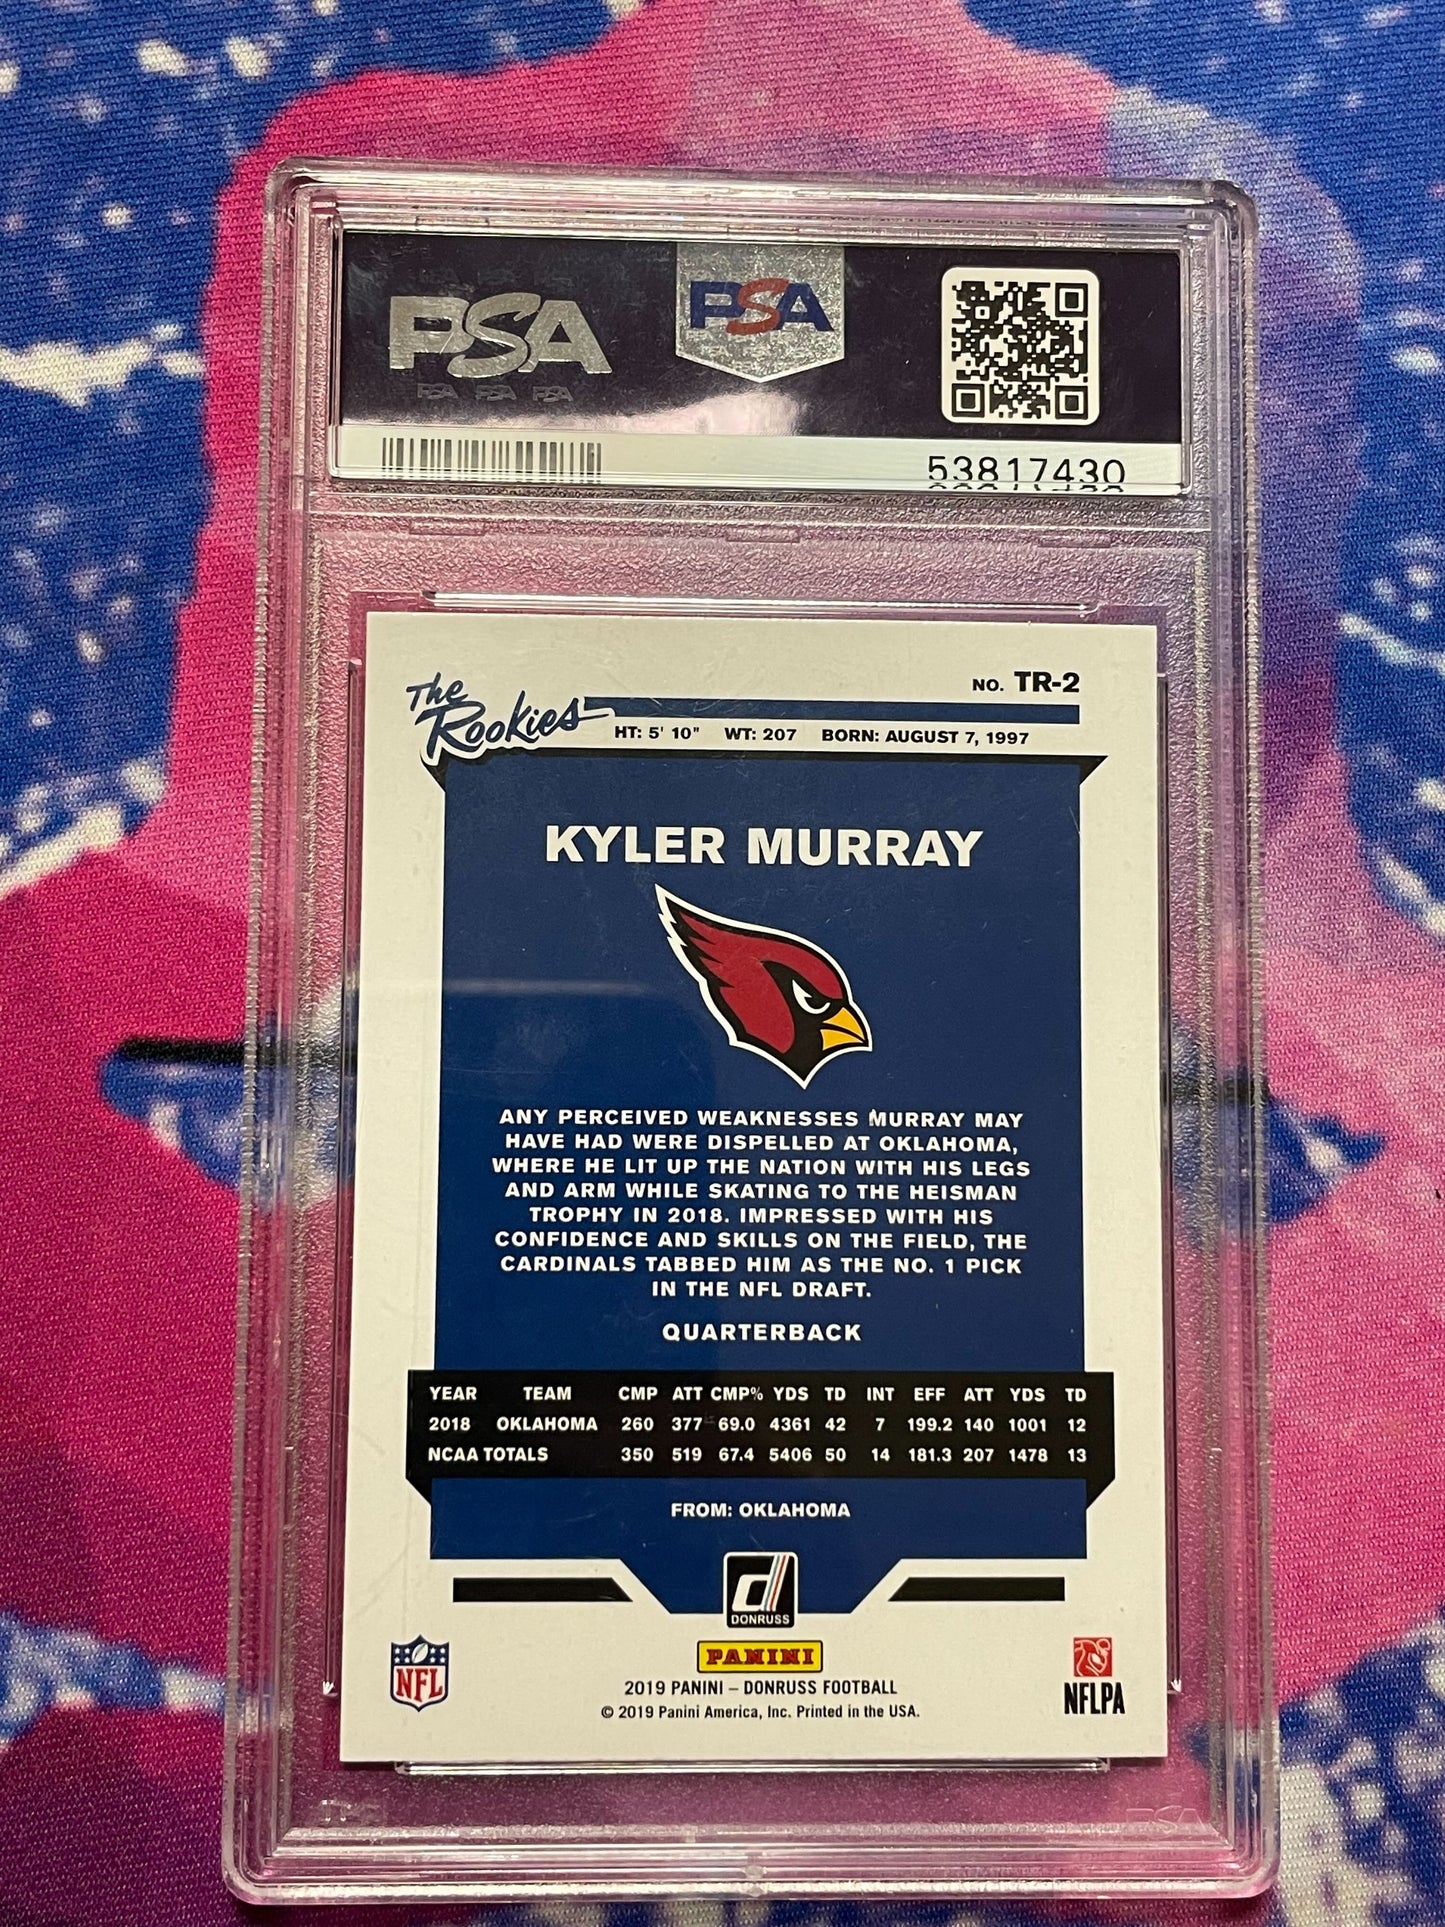 PSA
PSA
PSA PSA PSA
53817430
The Rookies
NO. TR-2
HT: 5' 10" WT: 207 BORN: AUGUST 7, 1997
KYLER MURRAY
ANY PERCEIVED WEAKNESSES MURRAY MAY
HAVE HAD WERE DISPELLED AT OKLAHOMA,
WHERE HE LIT UP THE NATION WITH HIS LEGS
AND ARM WHILE SKATING TO THE HEISMAN
TROPHY IN 2018. IMPRESSED WITH HIS
CONFIDENCE AND SKILLS ON THE FIELD, THE
CARDINALS TABBED HIM AS THE NO. 1 PICK
IN THE NFL DRAFT.
QUARTERBACK
YEAR TEAM CMP ATT CMP% YDS TD INT EFF ATT YDS TD
2018 OKLAHOMA 260 377 69.0 4361 42 7 199.2 140 1001 12
NCAA TOTALS 350 519 67.4 5406 50 14 181.3 207 1478 13
FROM: OKLAHOMA
d
DONRUSS
PANINI
NFL
NFLPA
2019 PANINI – DONRUSS FOOTBALL
© 2019 Panini America, Inc. Printed in the USA.
PSA